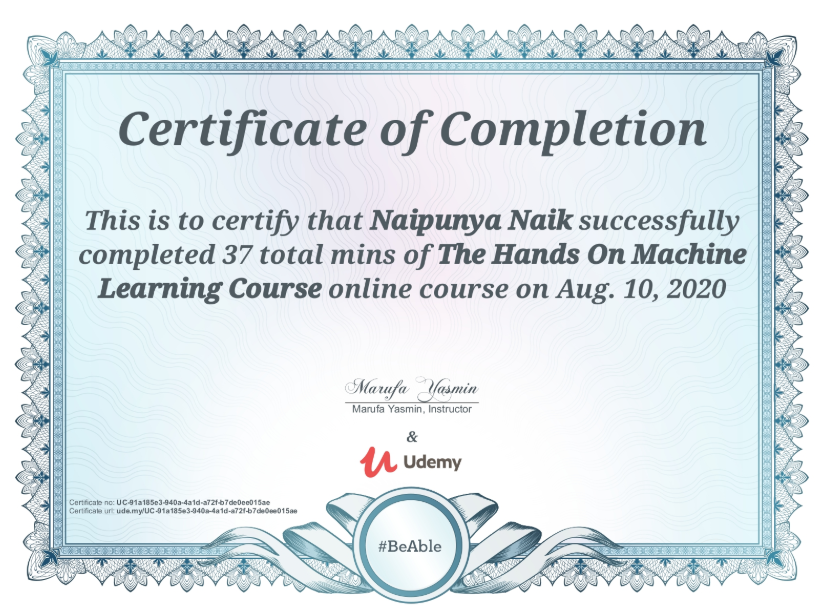 Certificate of Completion
This is to certify that Naipunya Naik successfully
completed 37 total mins of The Hands On Machine
Learning Course online course on Aug. 10, 2020
Marufa Yasmin
Marufa Yasmin, Instructor
&
Udemy
Certificate no: UC-91a185e3-940a-4a1d-a72f-b7de0ee015ae
Certificate url: ude.my/UC-91a185e3-940a-4a1d-a72f-b7de0ee015ae
#BeAble